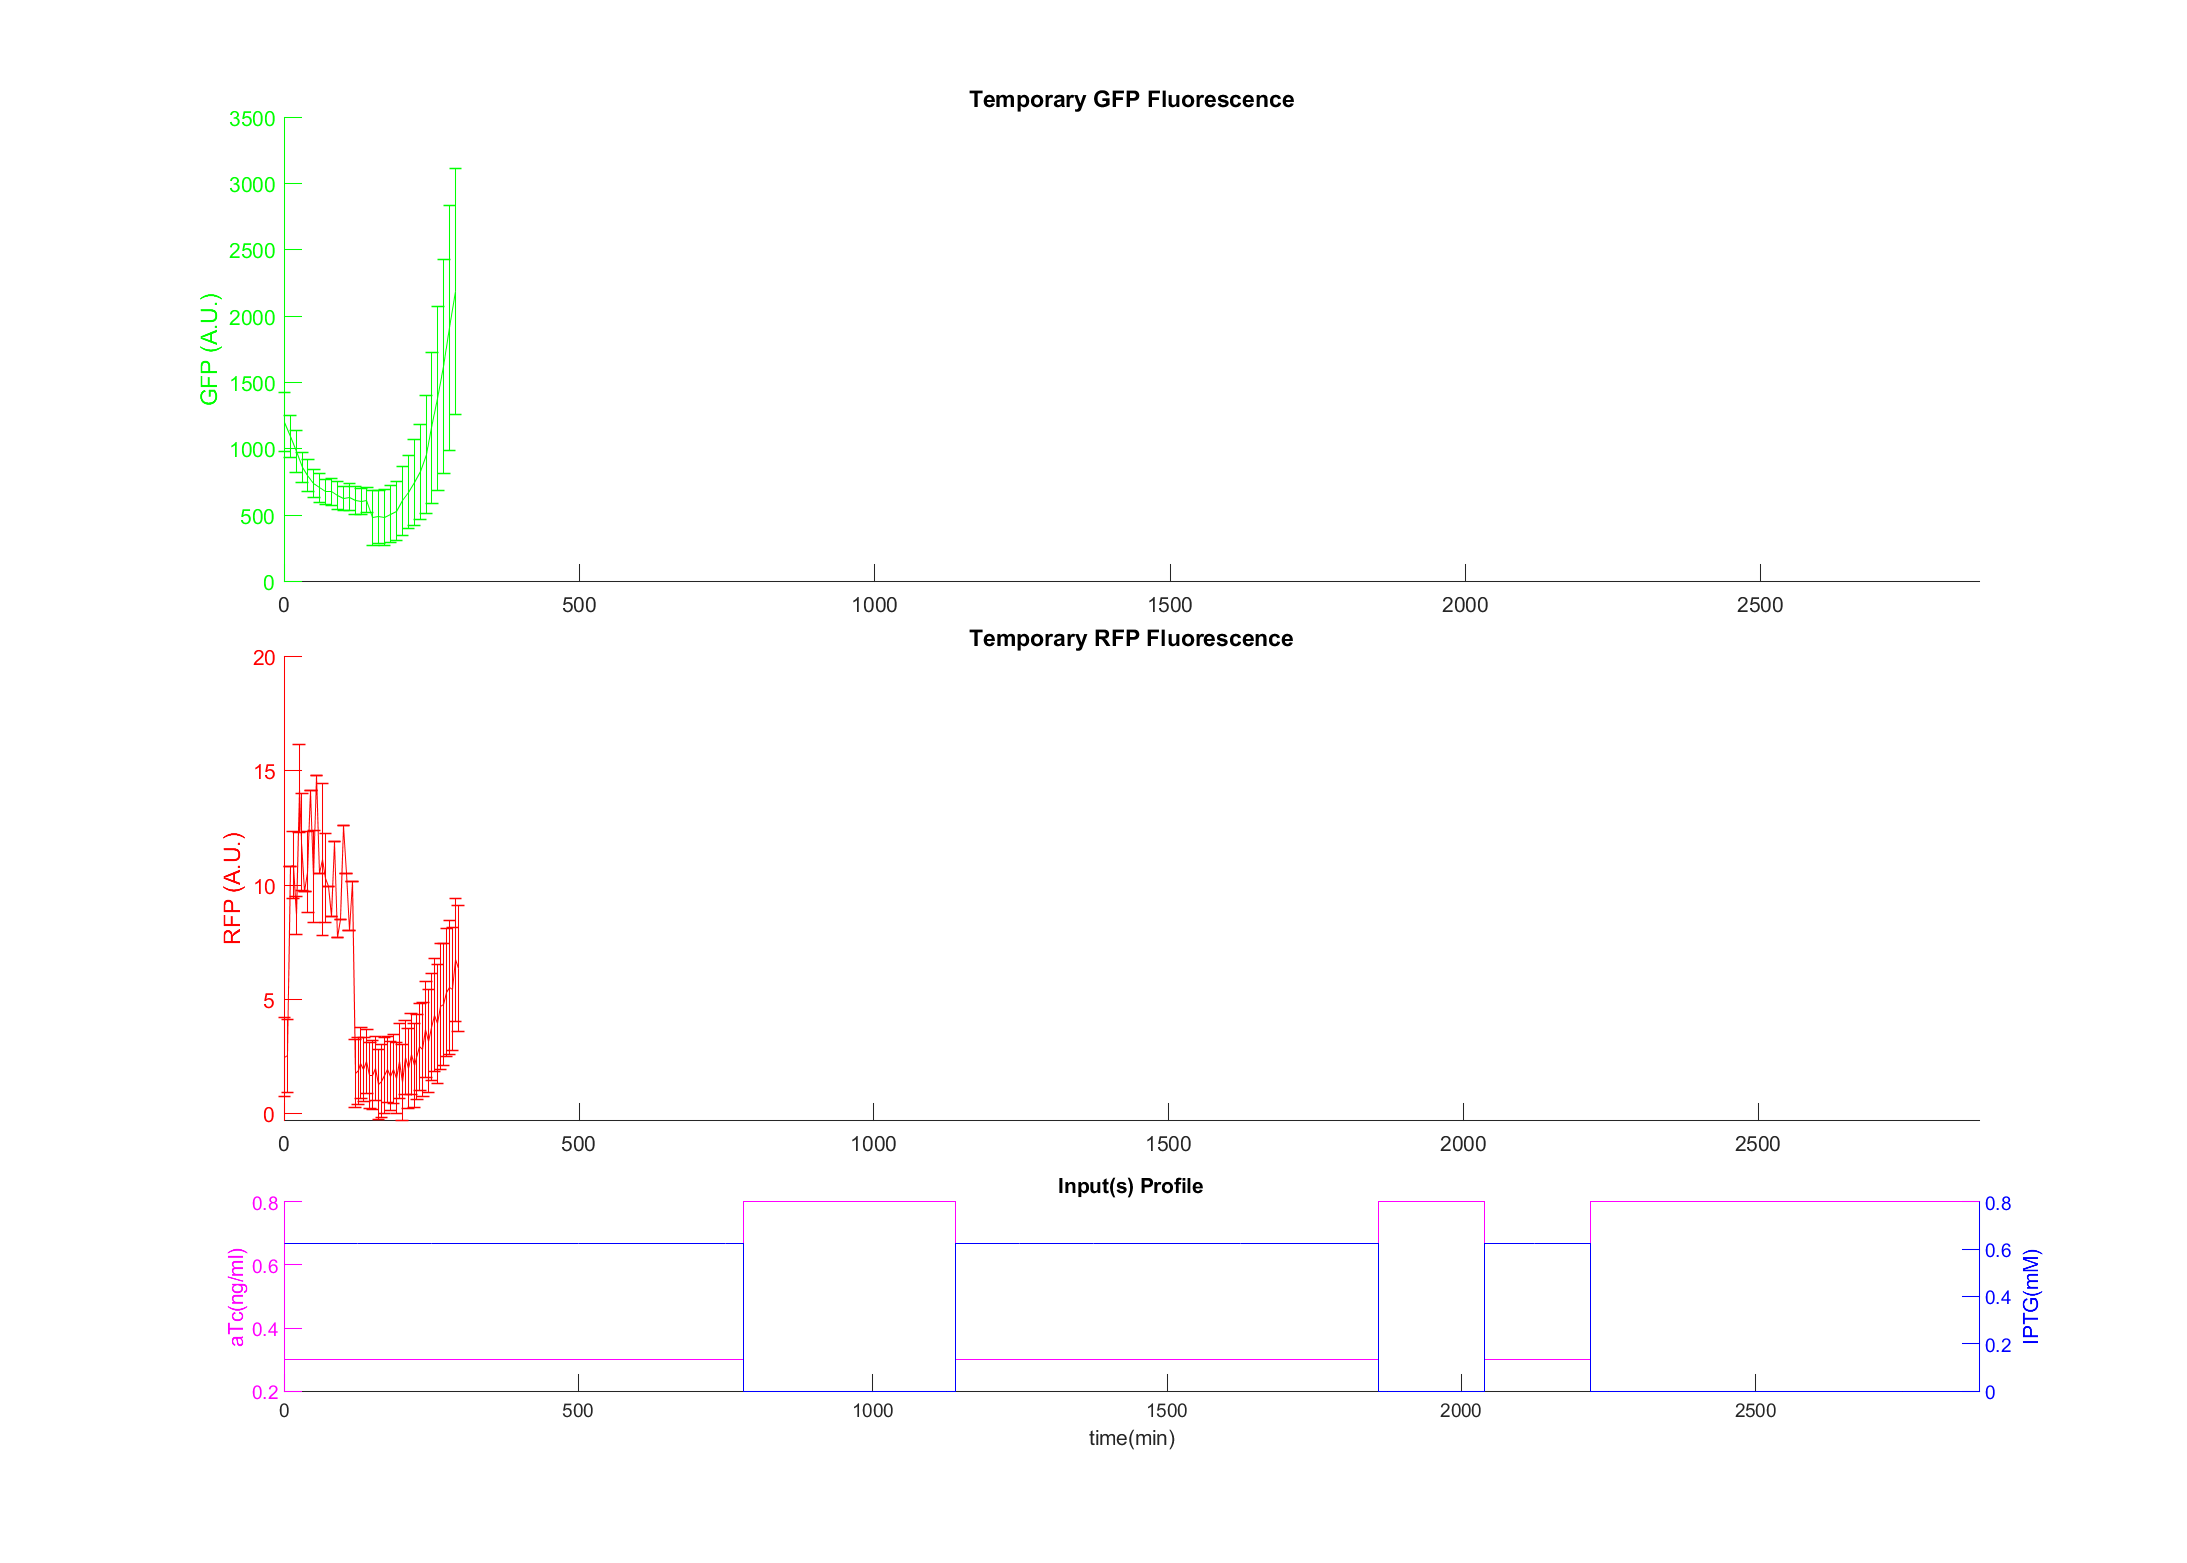 Temporary GFP Fluorescence
3500
3000
2500
2000
1500
1000
500
0
GFP (A.U.)
0 500 1000 1500 2000 2500
Temporary RFP Fluorescence
20
15
10
5
0
RFP (A.U.)
0 500 1000 1500 2000 2500
Input(s) Profile
0.8
0.6
0.4
0.2
aTc(ng/ml)
0.8
0.6
0.4
0.2
0
IPTG(mM)
0 500 1000 1500 2000 2500
time(min)